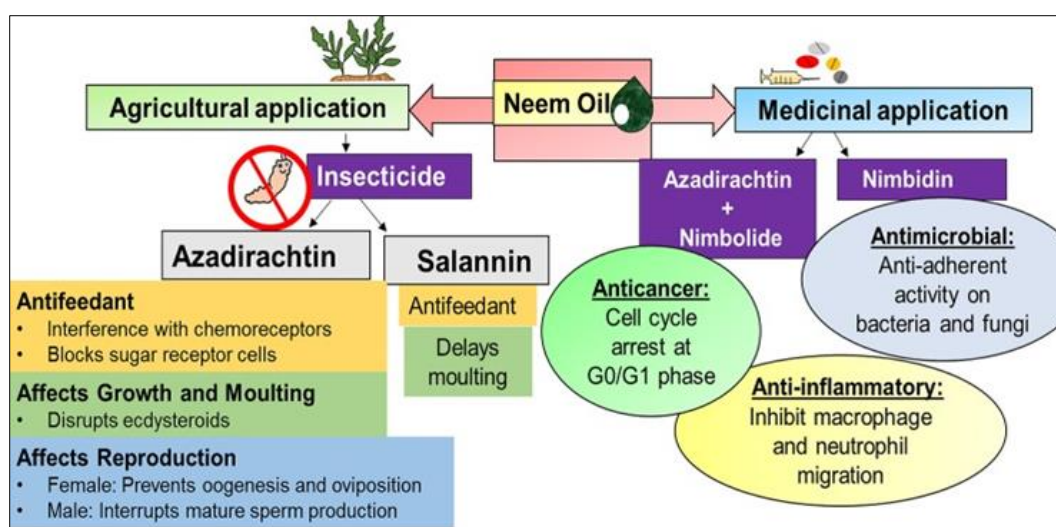 Neem Oil
Agricultural application
Insecticide
Azadirachtin
Antifeedant
• Interference with chemoreceptors
• Blocks sugar receptor cells
Affects Growth and Moulting
• Disrupts ecdysteroids
Affects Reproduction
• Female: Prevents oogenesis and oviposition
• Male: Interrupts mature sperm production
Salannin
Antifeedant
Delays
moulting
Medicinal application
Azadirachtin
+
Nimbolide
Nimbidin
Anticancer:
Cell cycle
arrest at
G0/G1 phase
Antimicrobial:
Anti-adherent
activity on
bacteria and fungi
Anti-inflammatory:
Inhibit macrophage
and neutrophil
migration